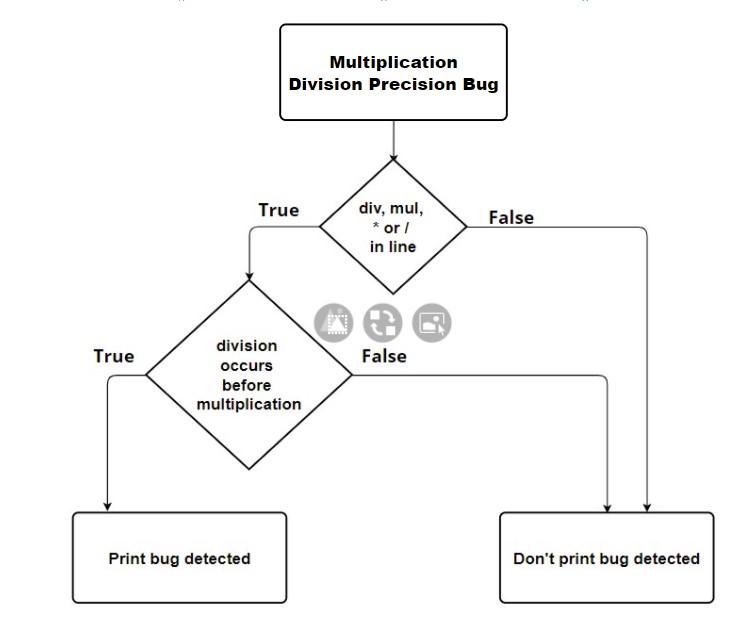 Multiplication
Division Precision Bug
div, mul,
* or /
in line
True
False
division
occurs
before
multiplication
True
False
Print bug detected
Don't print bug detected